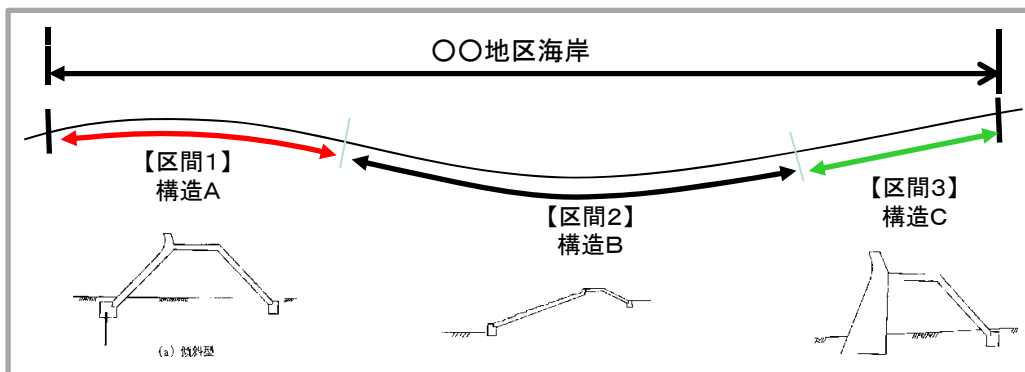 〇〇地区海岸
【区間1】
構造A
【区間2】
構造B
【区間3】
構造C
(a) 傾斜型